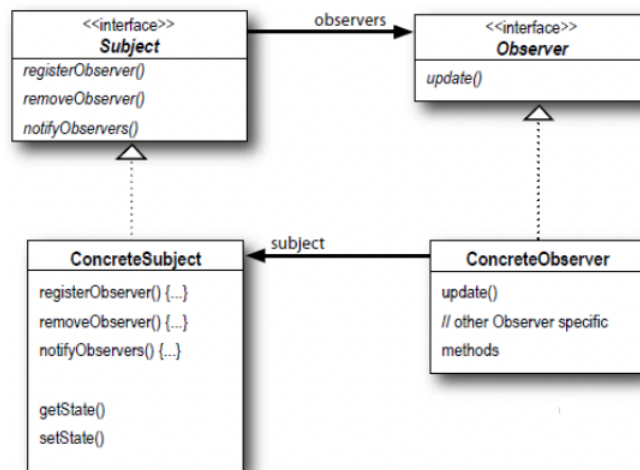 <<interface>>
Subject
registerObserver()
removeObserver()
notifyObservers()
observers
<<interface>>
Observer
update()
subject
ConcreteSubject
registerObserver() {...}
removeObserver() {...}
notifyObservers() {...}
getState()
setState()
ConcreteObserver
update()
// other Observer specific
methods